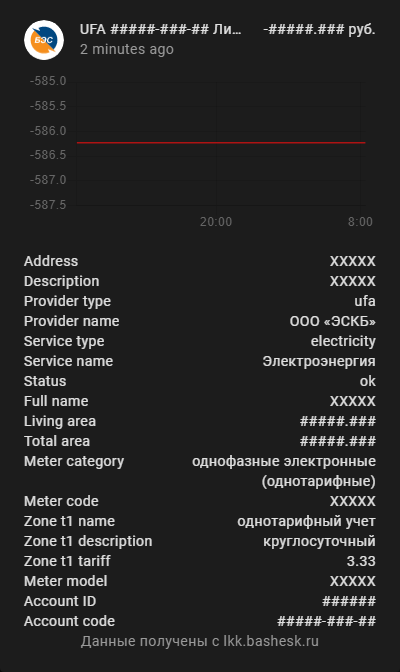 БЭС
UFA #####-###-## Ли...
-#####.### руб.
2 minutes ago
-585.0
-585.5
-586.0
-586.5
-587.0
-587.5
20:00 8:00
Address XXXXX
Description XXXXX
Provider type ufa
Provider name ООО «ЭСКБ»
Service type electricity
Service name Электроэнергия
Status ok
Full name XXXXX
Living area #####.###
Total area #####.###
Meter category однофазные электронные
(однотарифные)
Meter code XXXXX
Zone t1 name однотарифный учет
Zone t1 description круглосуточный
Zone t1 tariff 3.33
Meter model XXXXX
Account ID ######
Account code #####-###-##
Данные получены с lkk.bashesk.ru